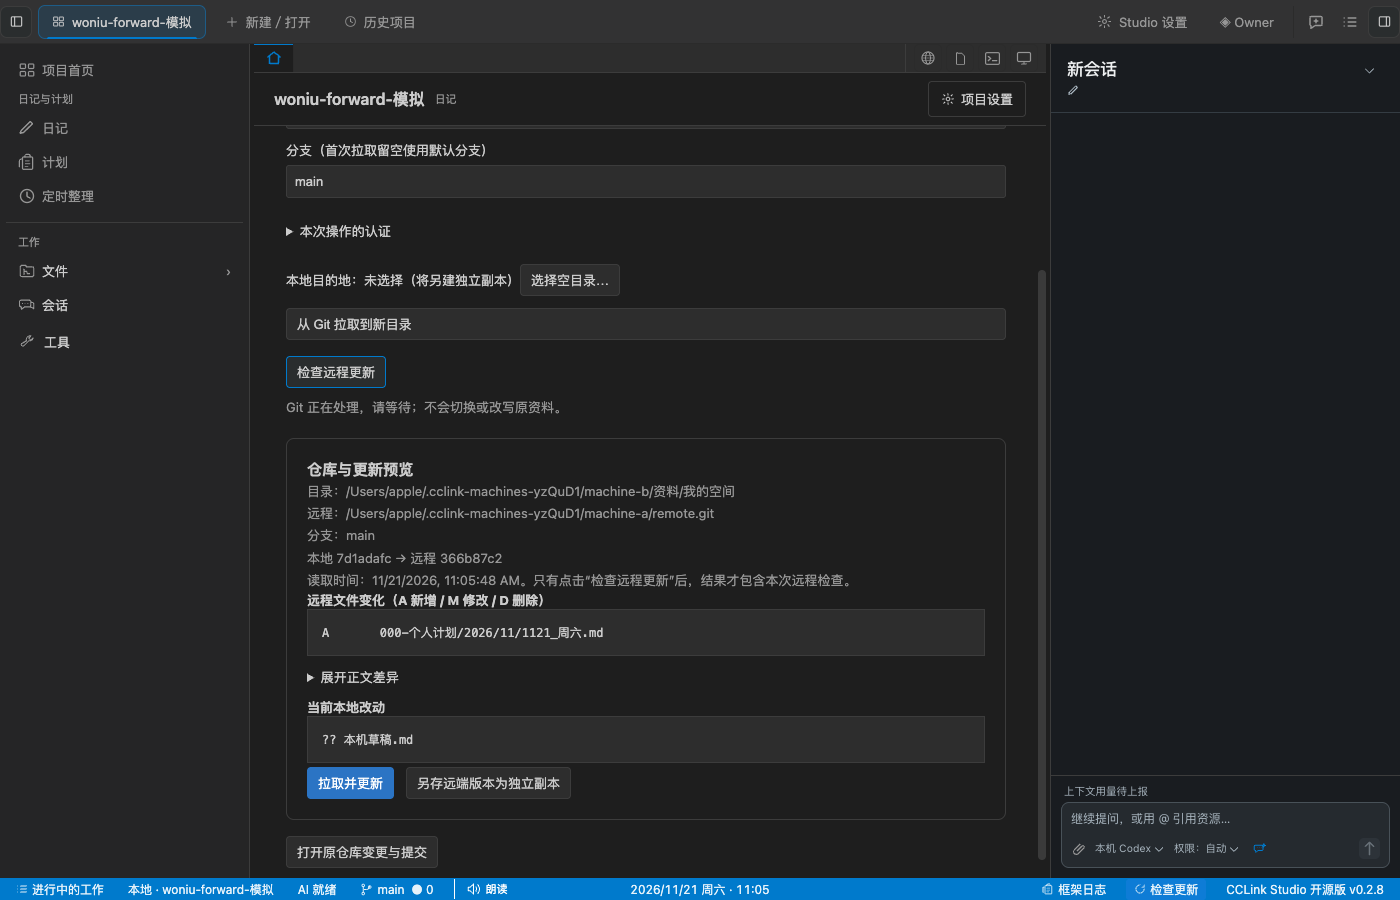 woniu-forward-模拟
新建 / 打开
历史项目
Studio 设置
Owner
项目首页
日记与计划
日记
计划
定时整理
工作
文件
会话
工具
woniu-forward-模拟 日记
项目设置
分支（首次拉取留空使用默认分支）
main
本次操作的认证
本地目的地：未选择（将另建独立副本） 选择空目录...
从 Git 拉取到新目录
检查远程更新
Git 正在处理，请等待；不会切换或改写原资料。
仓库与更新预览
目录：/Users/apple/.cclink-machines-yzQuD1/machine-b/资料/我的空间
远程：/Users/apple/.cclink-machines-yzQuD1/machine-a/remote.git
分支：main
本地 7d1adafc → 远程 366b87c2
读取时间：11/21/2026, 11:05:48 AM。只有点击“检查远程更新”后，结果才包含本次远程检查。
远程文件变化（A 新增 / M 修改 / D 删除）
A 000-个人计划/2026/11/1121_周六.md
展开正文差异
当前本地改动
?? 本机草稿.md
拉取并更新 另存远端版本为独立副本
打开原仓库变更与提交
新会话
上下文用量待上报
继续提问，或用 @ 引用资源...
本机 Codex 权限：自动
进行中的工作 本地 · woniu-forward-模拟 AI 就绪 main 0 朗读 2026/11/21 周六 · 11:05 框架日志 检查更新 CCLink Studio 开源版 v0.2.8